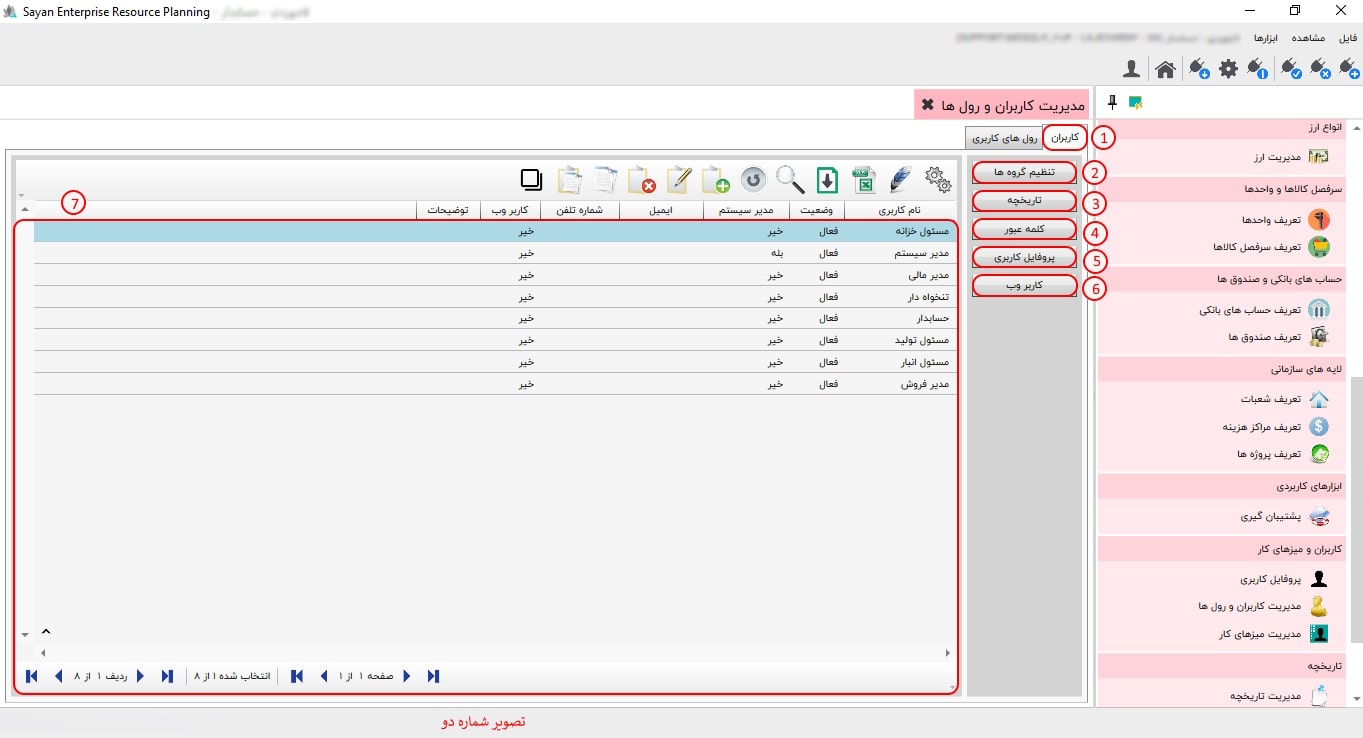 Sayan Enterprise Resource Planning
فایل مشاهده ابزارها
مدیریت کاربران و رول ها
کاربران
رول های کاربری
1
تنظیم گروه ها
2
تاریخچه
3
کلمه عبور
4
پروفایل کاربری
5
کاربر وب
6
7
نام کاربری وضعیت مدیر سیستم ایمیل شماره تلفن کاربر وب توضیحات
مسئول خزانه فعال خیر خیر
مدیر سیستم فعال بله خیر
مدیر مالی فعال خیر خیر
تنخواه دار فعال خیر خیر
حسابدار فعال خیر خیر
مسئول تولید فعال خیر خیر
مسئول انبار فعال خیر خیر
مدیر فروش فعال خیر خیر
صفحه ۱ از ۱
انتخاب شده ۱ از ۸
ردیف ۱ از ۸
انواع ارز
مدیریت ارز
سرفصل کالاها و واحدها
تعریف واحدها
تعریف سرفصل کالاها
حساب های بانکی و صندوق ها
تعریف حساب های بانکی
تعریف صندوق ها
لایه های سازمانی
تعریف شعبات
تعریف مراکز هزینه
تعریف پروژه ها
ابزارهای کاربردی
پشتیبان گیری
کاربران و میزهای کار
پروفایل کاربری
مدیریت کاربران و رول ها
مدیریت میزهای کار
تاریخچه
مدیریت تاریخچه
تصویر شماره دو